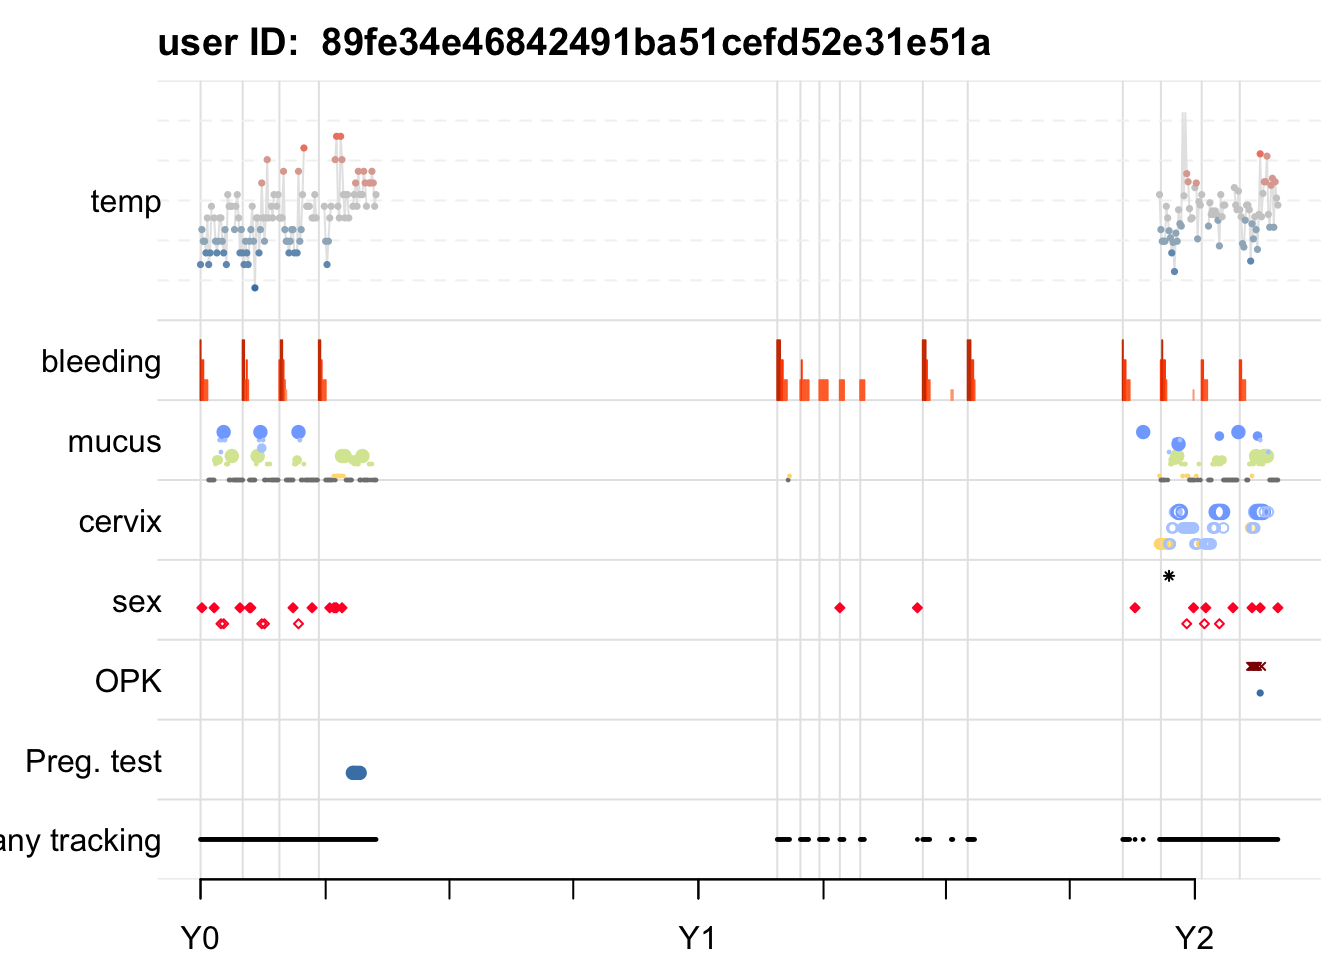 user ID:  89fe34e46842491ba51cefd52e31e51a
temp
bleeding
mucus
cervix
sex
OPK
Preg. test
any tracking
Y0 Y1 Y2